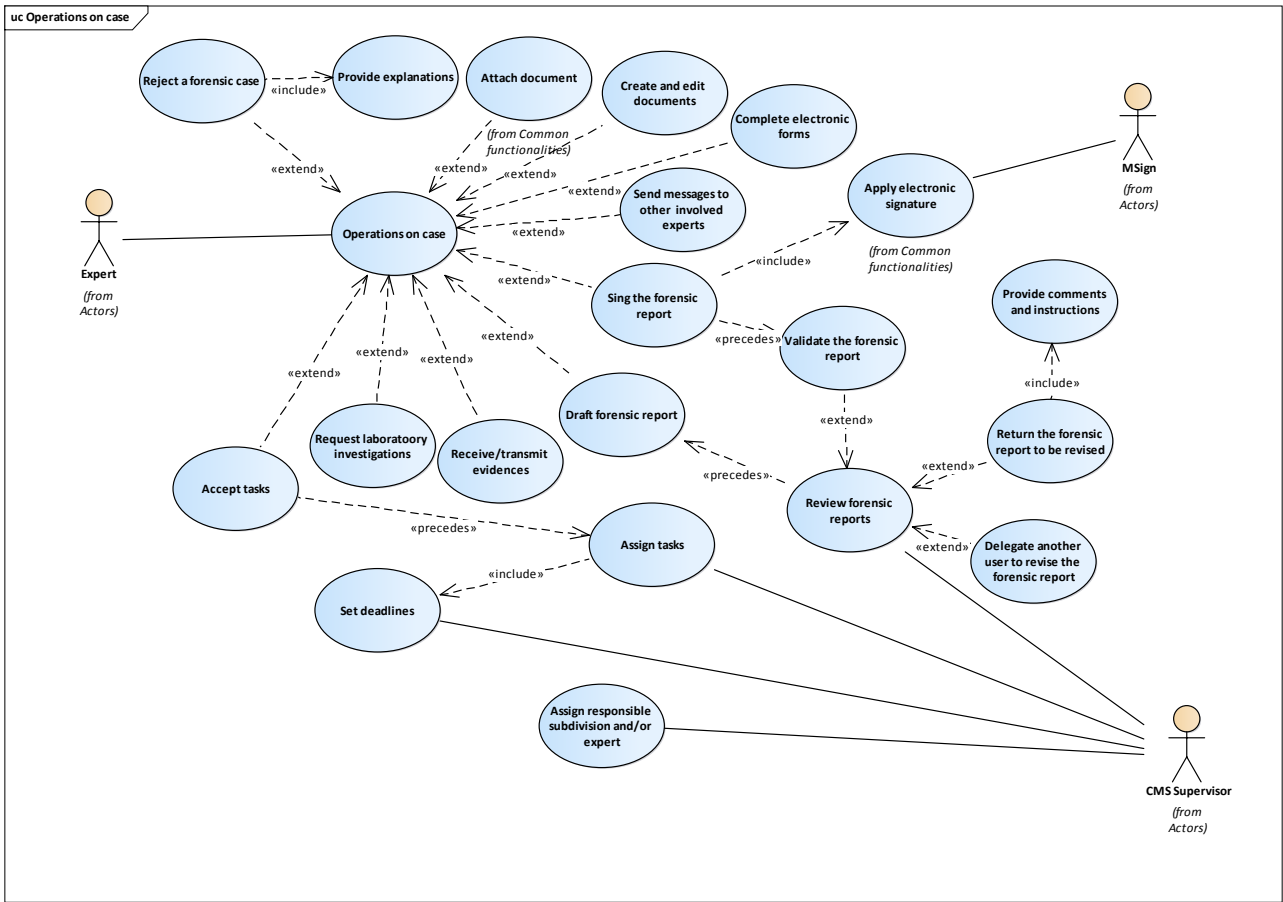 uc Operations on case
Reject a forensic case
«include»
Provide explanations
Attach document
(from Common
functionalities)
Create and edit
documents
Complete electronic
forms
MSign
(from
Actors)
Apply electronic
signature
(from Common
functionalities)
«extend»
«extend»
«extend»
«extend»
Send messages to
other involved
experts
«extend»
Expert
(from
Actors)
Operations on case
«include»
«extend»
Sing the forensic
report
Provide comments
and instructions
«precedes»
Validate the forensic
report
«extend»
«extend»
«extend»
«extend»
«include»
Draft forensic report
«extend»
Request laboratoory
investigations
Receive/transmit
evidences
Return the forensic
report to be revised
«extend»
«precedes»
Accept tasks
Review forensic
reports
«precedes»
Assign tasks
«extend»
Delegate another
user to revise the
forensic report
«include»
Set deadlines
Assign responsible
subdivision and/or
expert
CMS Supervisor
(from
Actors)